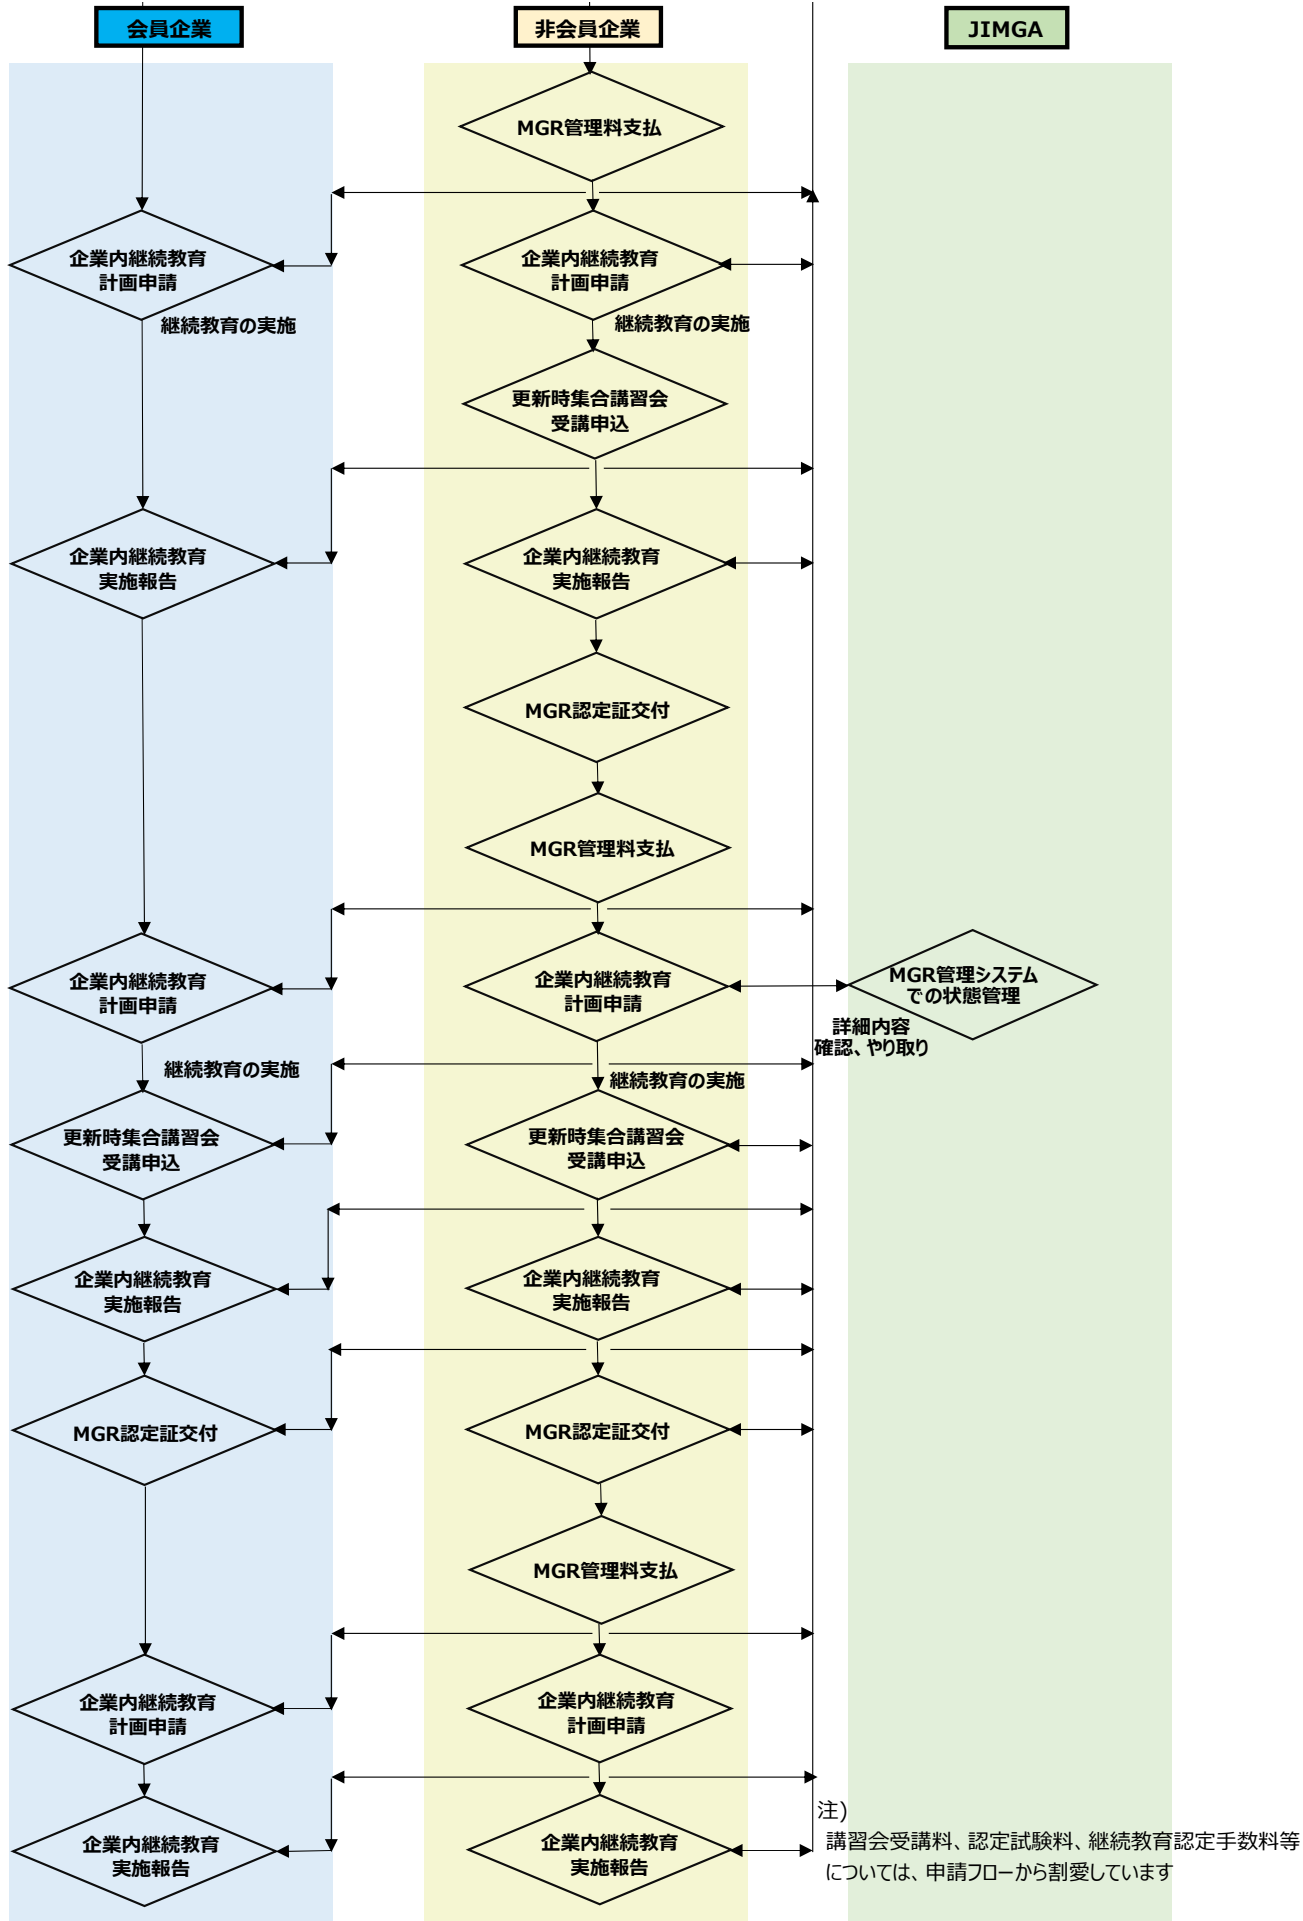 会員企業
非会員企業
JIMGA
MGR管理料支払
企業内継続教育
計画申請
企業内継続教育
計画申請
継続教育の実施
継続教育の実施
更新時集合講習会
受講申込
企業内継続教育
実施報告
企業内継続教育
実施報告
MGR認定証交付
MGR管理料支払
企業内継続教育
計画申請
企業内継続教育
計画申請
MGR管理システム
での状態管理
詳細内容
確認、やり取り
継続教育の実施
継続教育の実施
更新時集合講習会
受講申込
更新時集合講習会
受講申込
企業内継続教育
実施報告
企業内継続教育
実施報告
MGR認定証交付
MGR認定証交付
MGR管理料支払
企業内継続教育
計画申請
企業内継続教育
計画申請
企業内継続教育
実施報告
企業内継続教育
実施報告
注)
講習会受講料、認定試験料、継続教育認定手数料等
については、申請フローから割愛しています